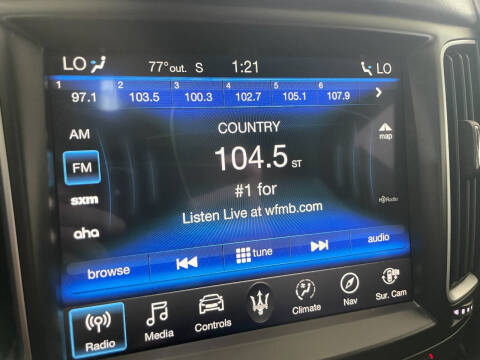 LO 77° out. S 1:21 LO
1 2 3 4 5 6
97.1 103.5 100.3 102.7 105.1 107.9
AM
COUNTRY
map
FM
104.5 ST
#1 for
sxm
HD Radio
Listen Live at wfmb.com
aha
browse tune audio
Radio Media Controls Climate Nav Sur. Cam